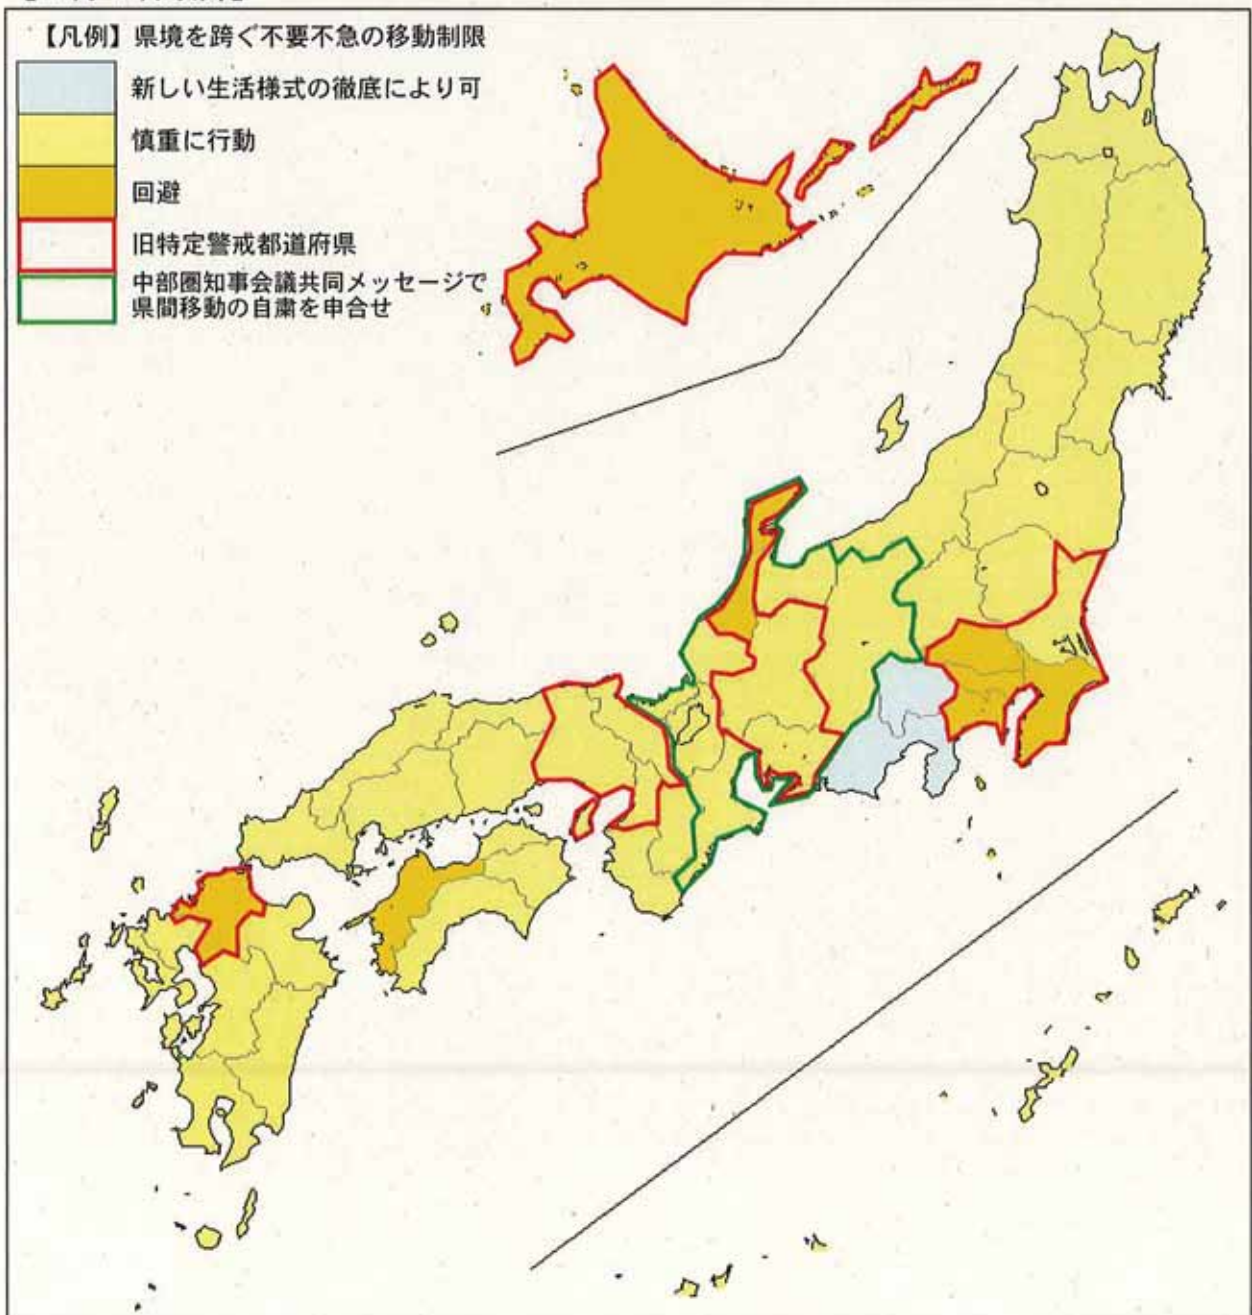 【凡例】県境を跨ぐ不要不急の移動制限
新しい生活様式の徹底により可
慎重に行動
回避
旧特定警戒都道府県
中部圏知事会議共同メッセージで
県間移動の自粛を申合せ